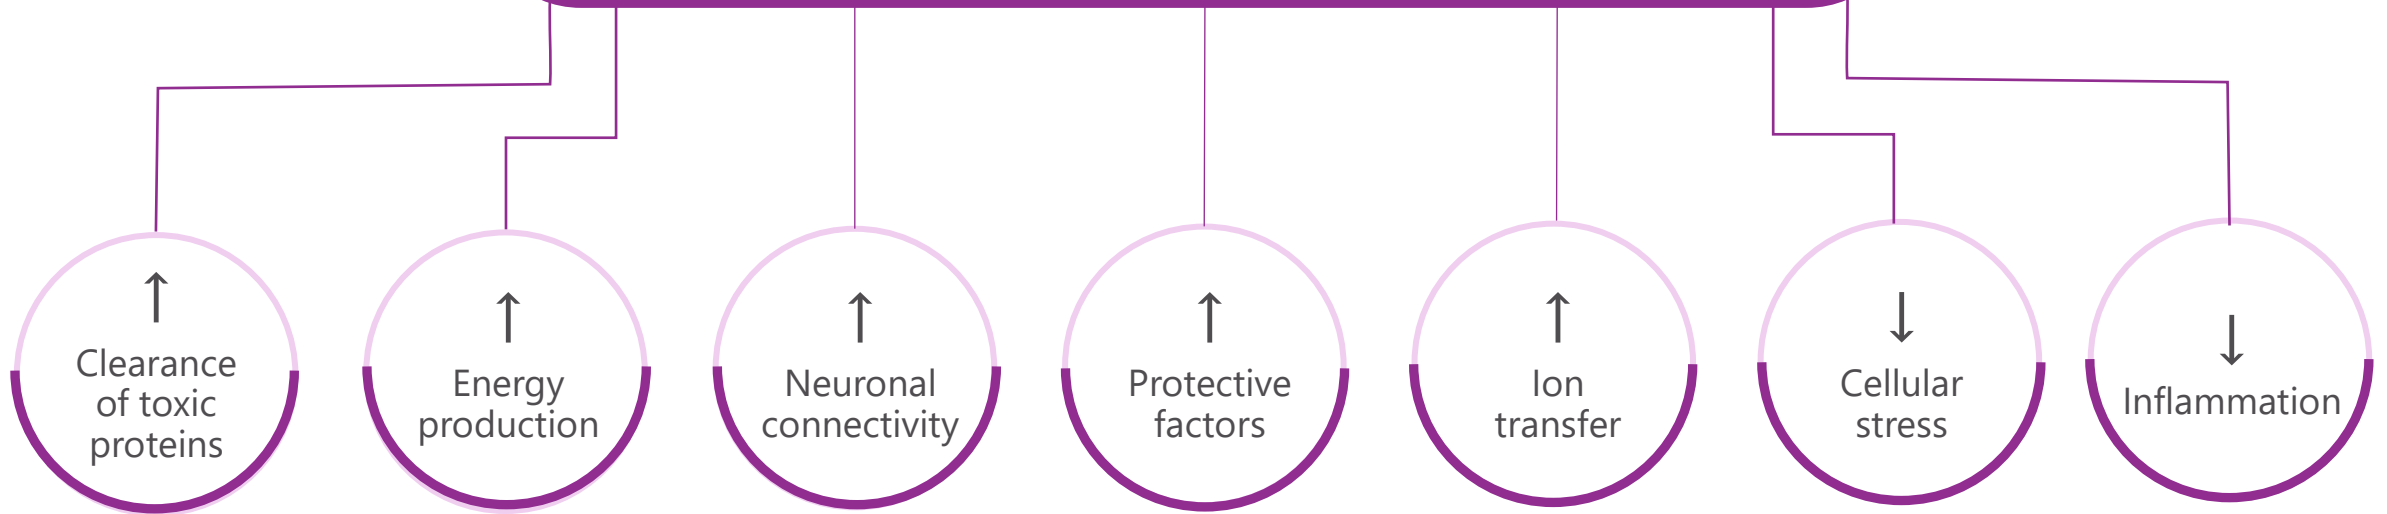 ↑
Clearance
of toxic
proteins
↑
Energy
production
↑
Neuronal
connectivity
↑
Protective
factors
↑
Ion
transfer
↓
Cellular
stress
↓
Inflammation